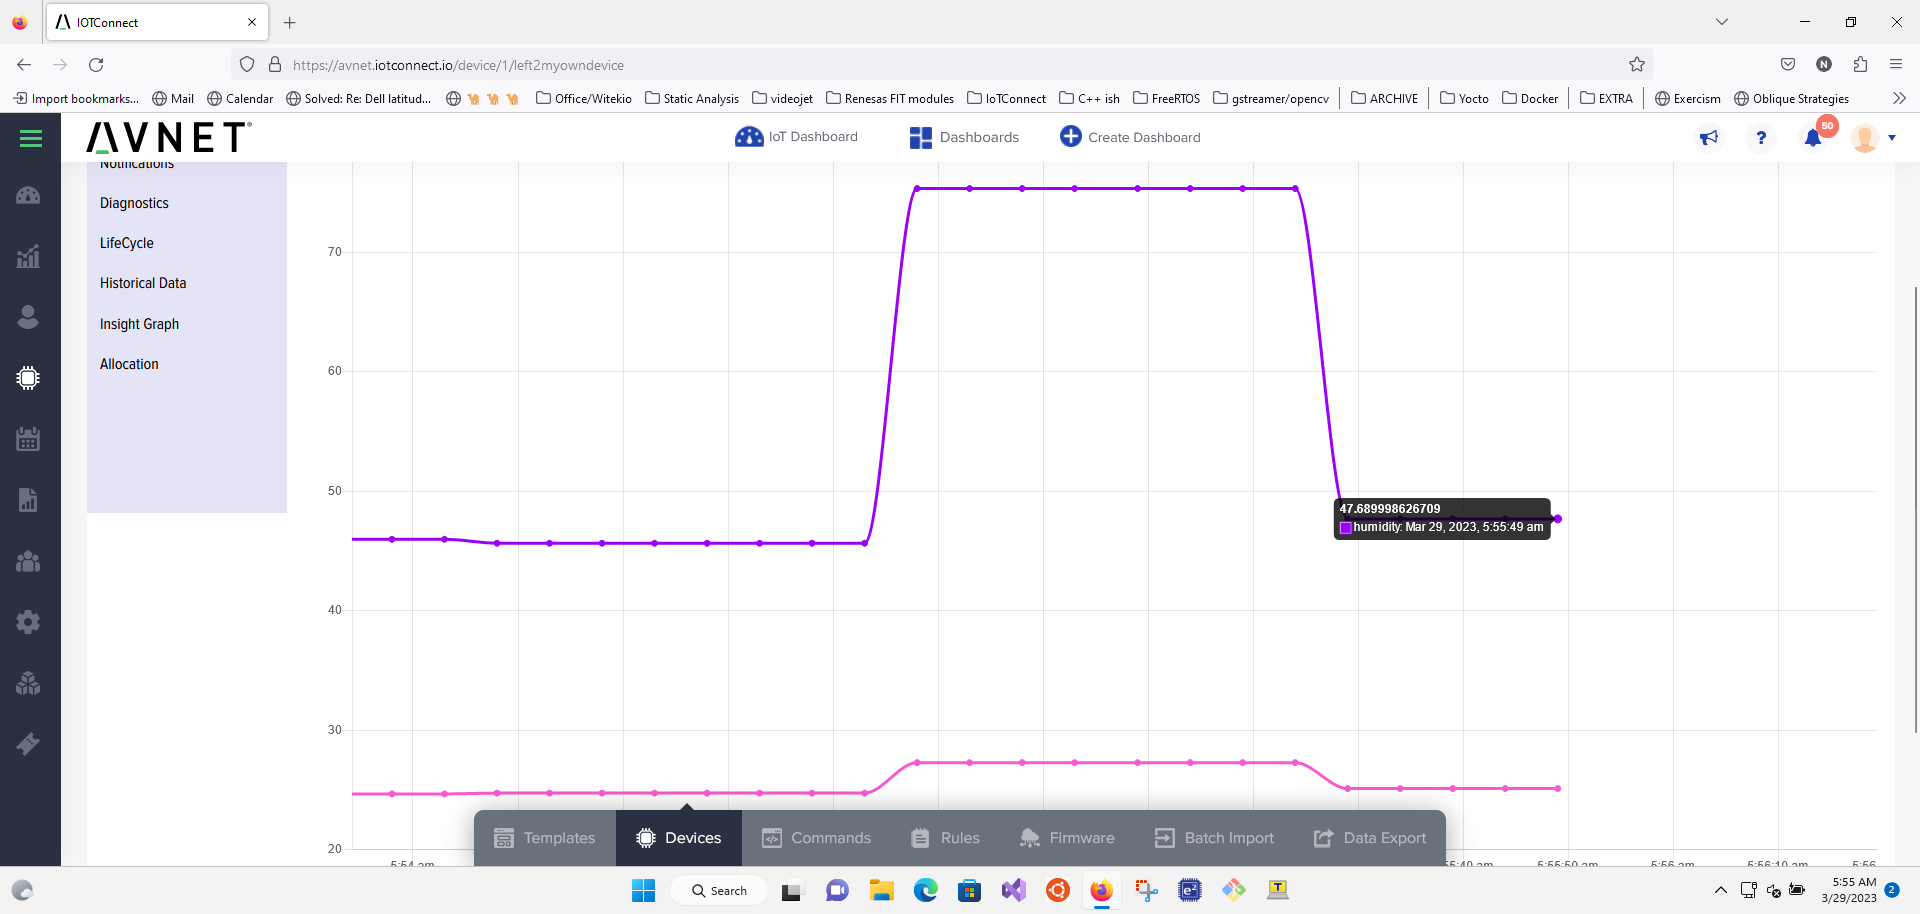 IOTConnect
https://avnet.iotconnect.io/device/1/left2myowndevice
N
Import bookmarks... Mail Calendar Solved: Re: Dell latitud... Office/Witekio Static Analysis videojet Renesas FIT modules IoTConnect C++ ish FreeRTOS gstreamer/opencv ARCHIVE Yocto Docker EXTRA Exercism Oblique Strategies
AVNET® IoT Dashboard Dashboards Create Dashboard ? 50
Notifications
Diagnostics
LifeCycle
Historical Data
Insight Graph
Allocation
70
60
50
40
30
20
47.689998626709
humidity: Mar 29, 2023, 5:55:49 am
Templates Devices Commands Rules Firmware Batch Import Data Export
5:54 am 55:40 am 5:55:50 am 5:56 am 5:56:10 am 5:56
Search e² T 5:55 AM
3/29/2023 2